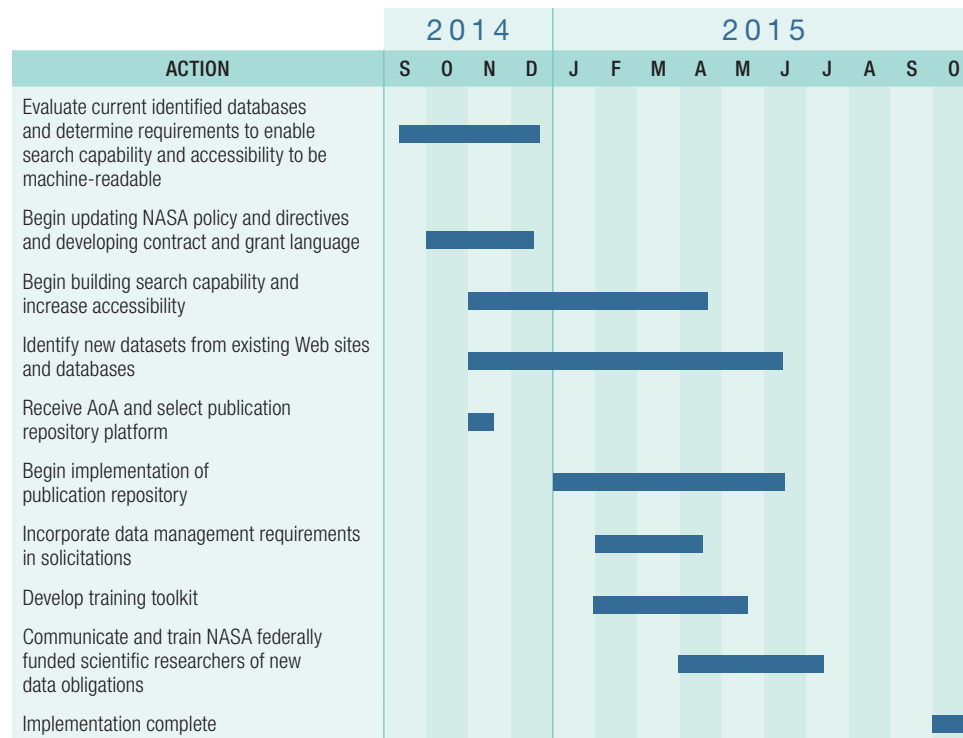 2014 2015
ACTION S O N D J F M A M J J A S O
Evaluate current identified databases
and determine requirements to enable
search capability and accessibility to be
machine-readable
Begin updating NASA policy and directives
and developing contract and grant language
Begin building search capability and
increase accessibility
Identify new datasets from existing Web sites
and databases
Receive AoA and select publication
repository platform
Begin implementation of
publication repository
Incorporate data management requirements
in solicitations
Develop training toolkit
Communicate and train NASA federally
funded scientific researchers of new
data obligations
Implementation complete